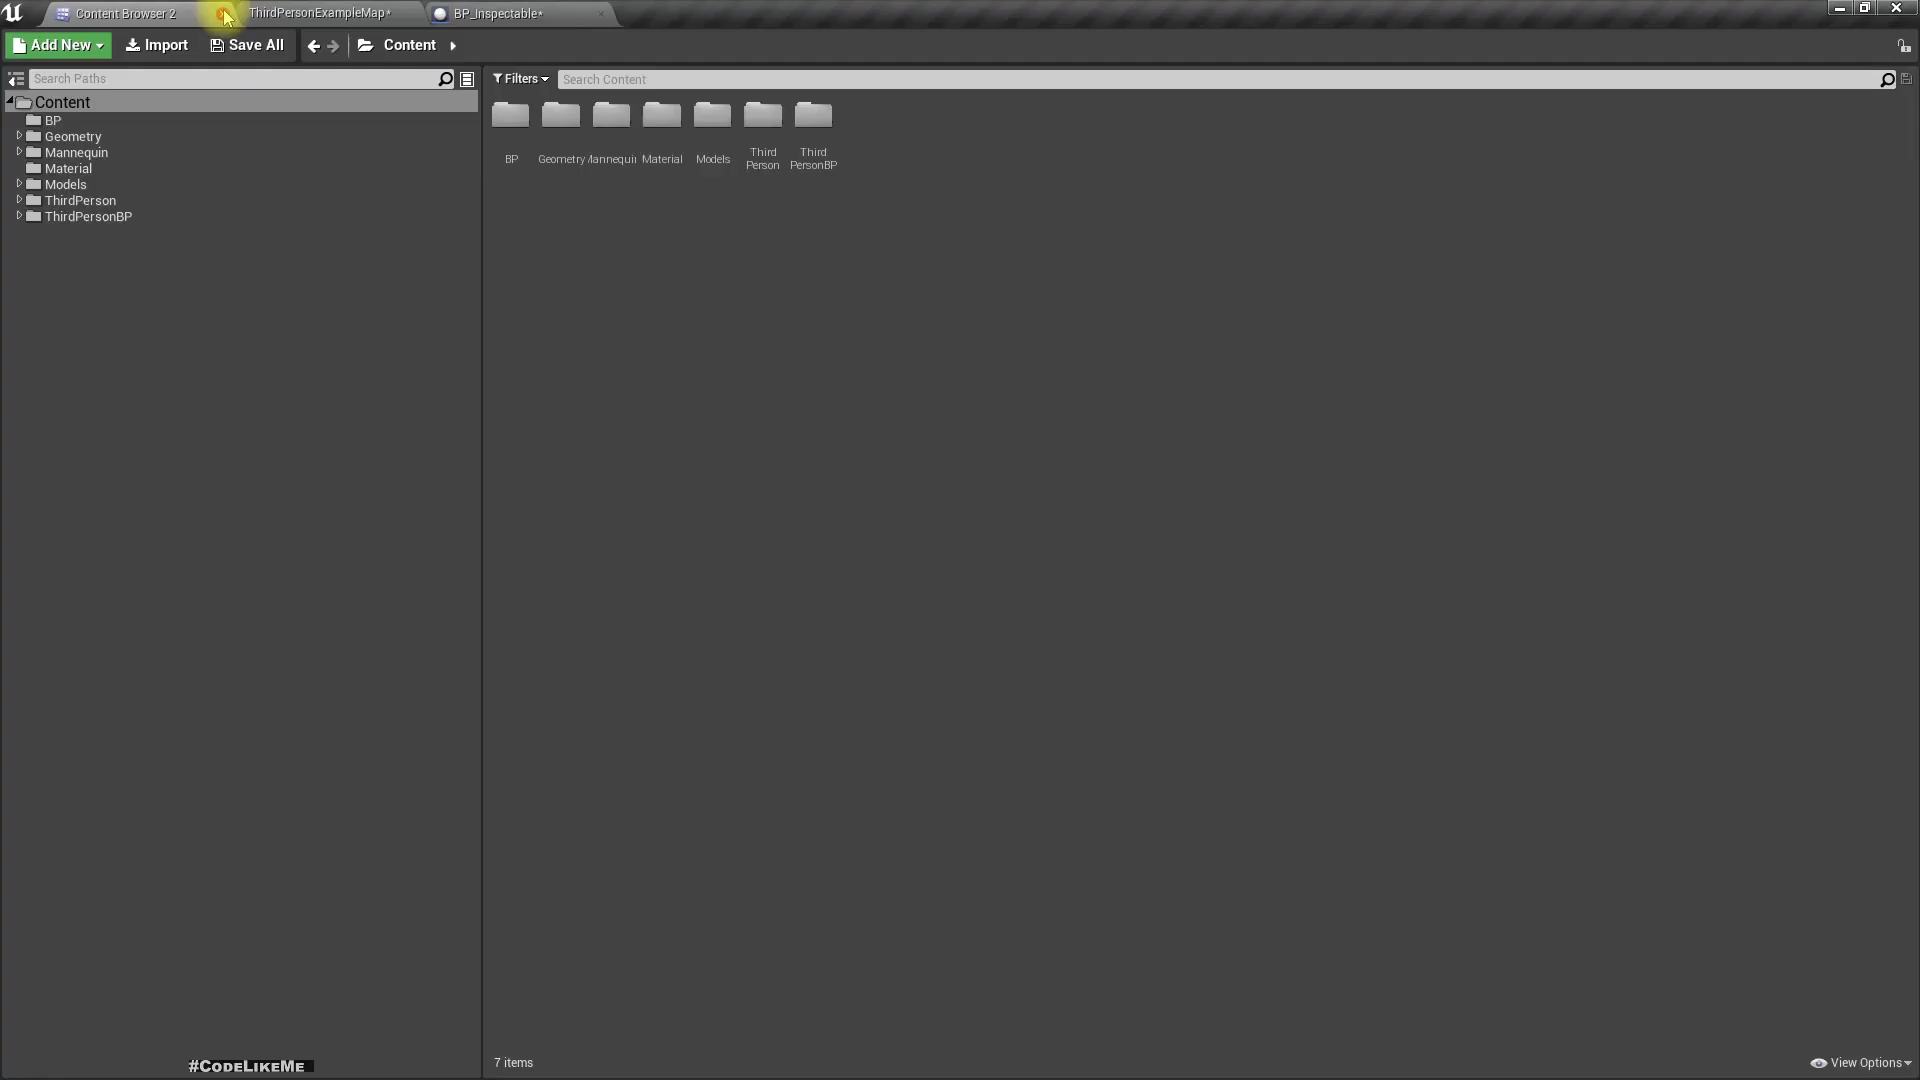 Content Browser 2
ThirdPersonExampleMap*
BP_Inspectable*
Add New
Import
Save All
Content
Search Paths
Filters
Search Content
Content
BP
Geometry
Mannequin
Material
Models
ThirdPerson
ThirdPersonBP
BP
Geometry
Mannequin
Material
Models
Third
Person
Third
PersonBP
#CodeLikeMe
7 items
View Options